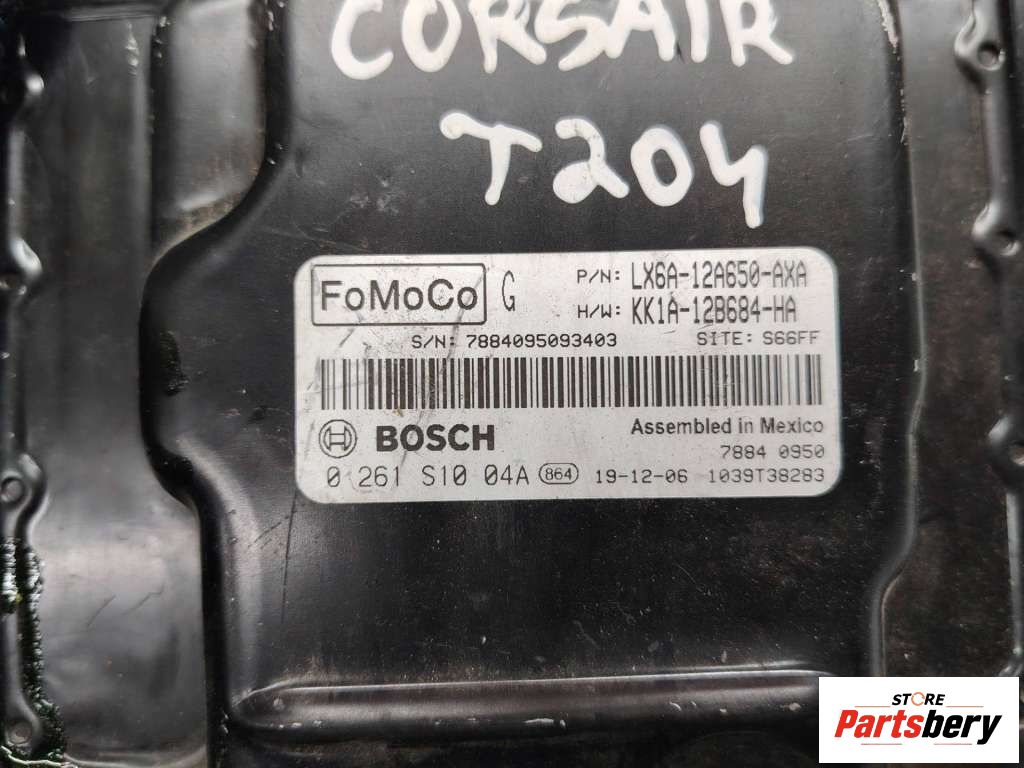 CORSAIR
T204
FoMoCo G P/N: LX6A-12A650-AXA
H/W: KK1A-12B684-HA
S/N: 7884095093403 SITE: S66FF
BOSCH Assembled in Mexico
7884 0950
0 261 S10 04A 864 19-12-06 1039T38283
STORE
Partsbery